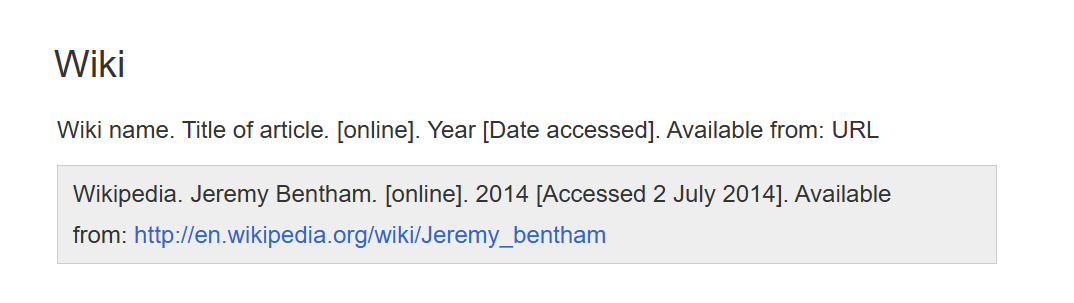 Wiki
Wiki name. Title of article. [online]. Year [Date accessed]. Available from: URL
Wikipedia. Jeremy Bentham. [online]. 2014 [Accessed 2 July 2014]. Available
from: http://en.wikipedia.org/wiki/Jeremy_bentham